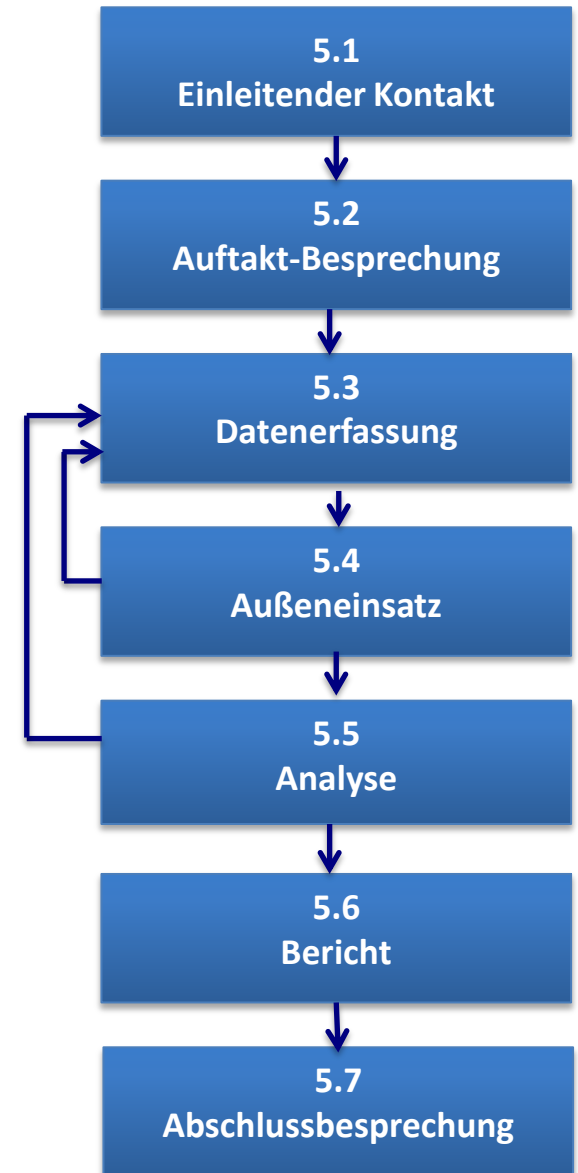 5.1
Einleitender Kontakt
5.2
Auftakt-Besprechung
5.3
Datenerfassung
5.4
Außeneinsatz
5.5
Analyse
5.6
Bericht
5.7
Abschlussbesprechung